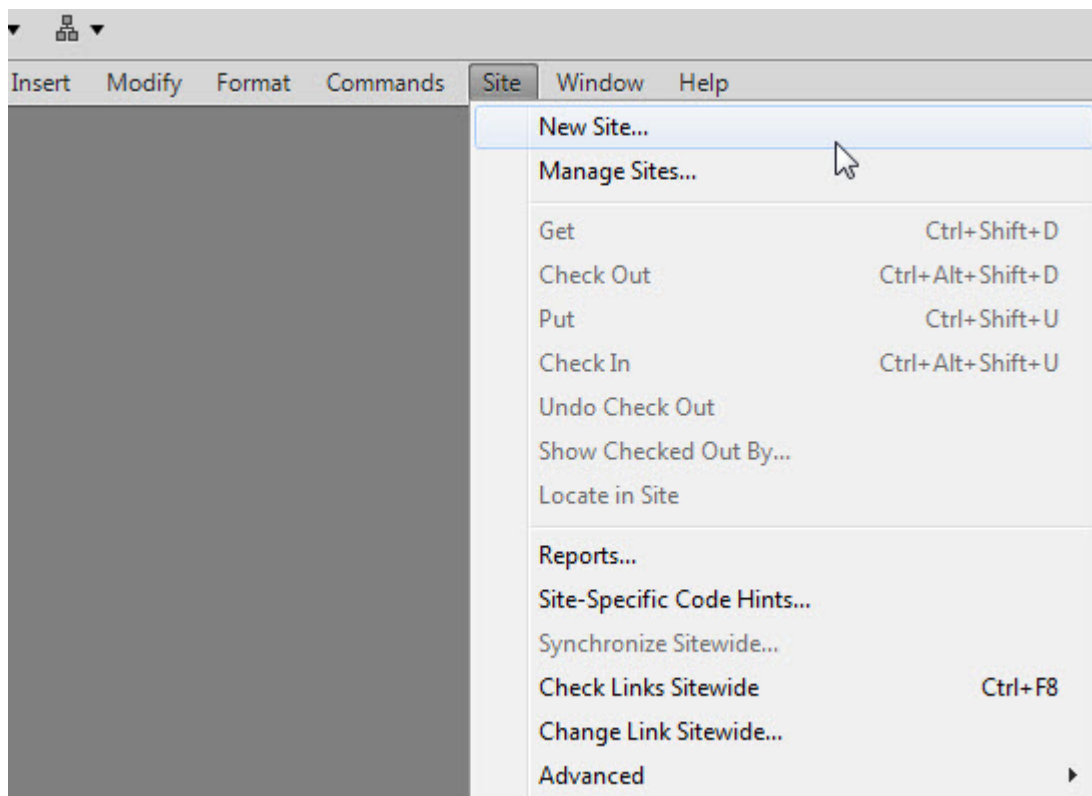 Insert Modify Format Commands Site Window Help
New Site...
Manage Sites...
Get Ctrl+Shift+D
Check Out Ctrl+Alt+Shift+D
Put Ctrl+Shift+U
Check In Ctrl+Alt+Shift+U
Undo Check Out
Show Checked Out By...
Locate in Site
Reports...
Site-Specific Code Hints...
Synchronize Sitewide...
Check Links Sitewide Ctrl+F8
Change Link Sitewide...
Advanced